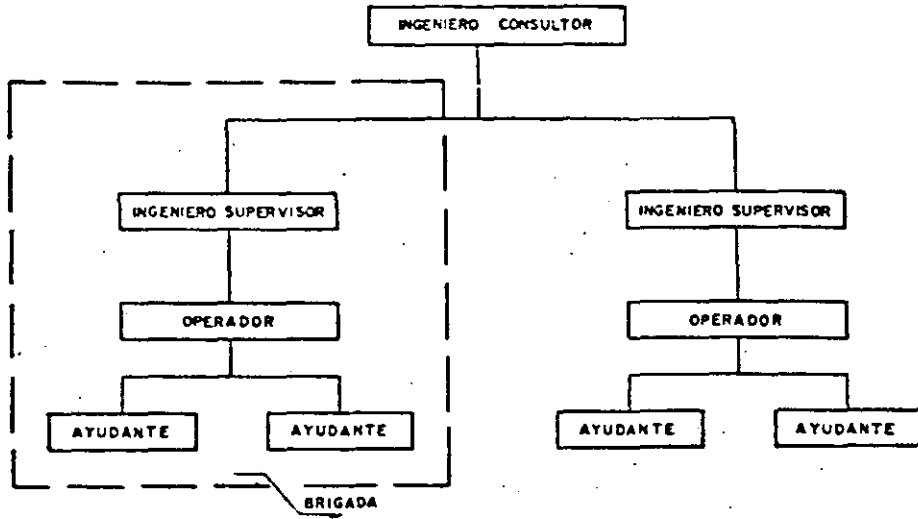 INGENIERO CONSULTOR
INGENIERO SUPERVISOR
INGENIERO SUPERVISOR
OPERADOR
OPERADOR
AYUDANTE
AYUDANTE
AYUDANTE
AYUDANTE
BRIGADA